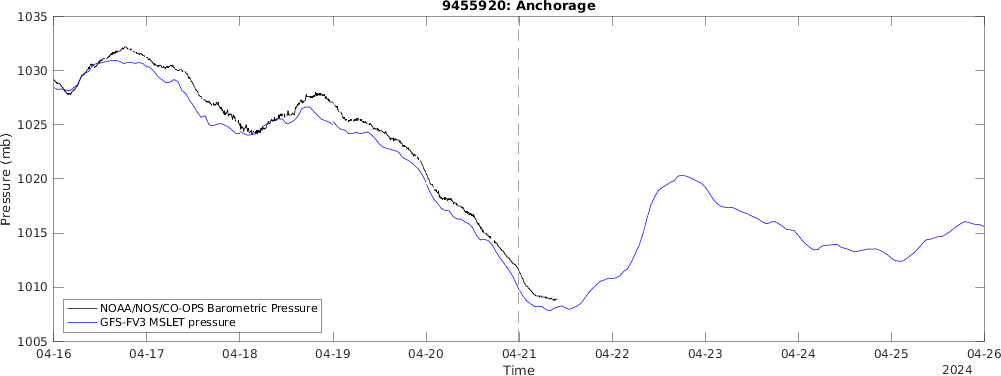 9455920: Anchorage
Pressure (mb)
1035
1030
1025
1020
1015
1010
1005
NOAA/NOS/CO-OPS Barometric Pressure
GFS-FV3 MSLET pressure
04-16 04-17 04-18 04-19 04-20 04-21 04-22 04-23 04-24 04-25 04-26
Time
2024